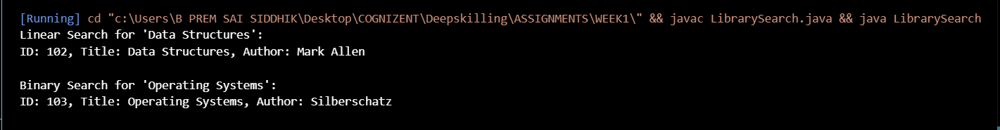 [Running] cd "c:\Users\B PREM SAI SIDDHIK\Desktop\COGNIZENT\Deepskilling\ASSIGNMENTS\WEEK1\" && javac LibrarySearch.java && java LibrarySearch
Linear Search for 'Data Structures':
ID: 102, Title: Data Structures, Author: Mark Allen
Binary Search for 'Operating Systems':
ID: 103, Title: Operating Systems, Author: Silberschatz